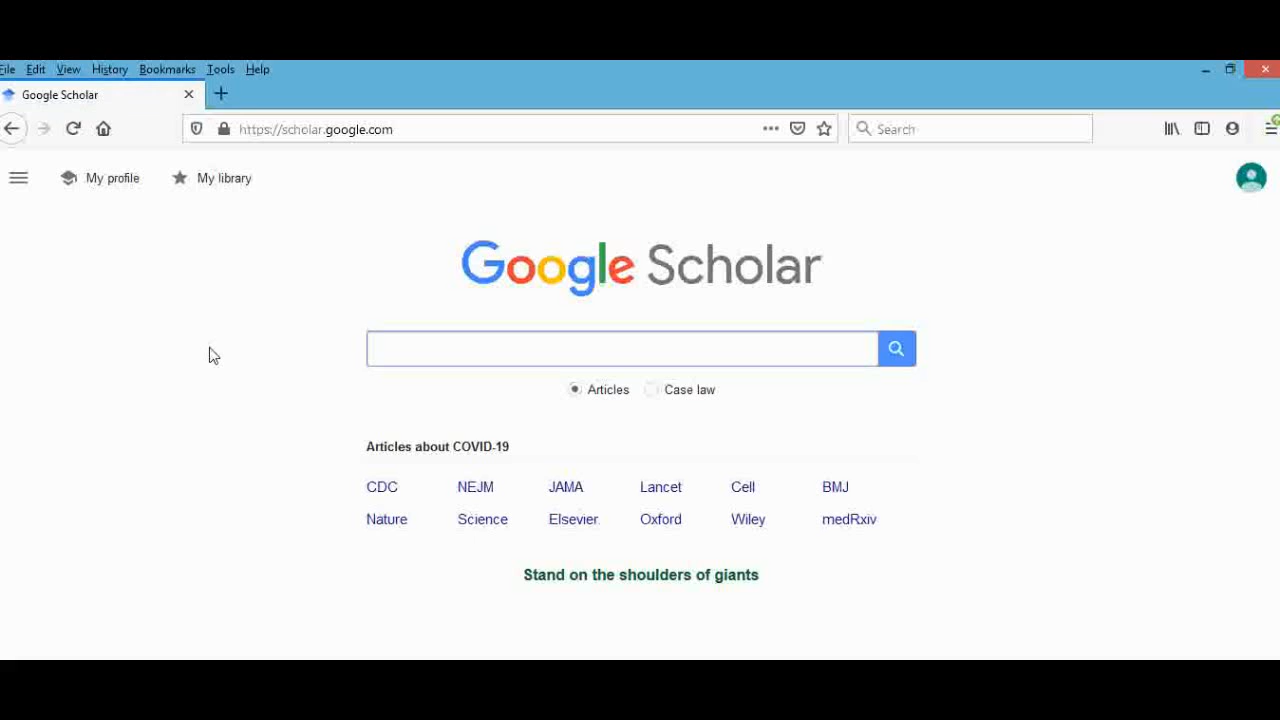 File Edit View History Bookmarks Tools Help
Google Scholar
https://scholar.google.com
Search
My profile My library
Google Scholar
Articles Case law
Articles about COVID-19
CDC NEJM JAMA Lancet Cell BMJ
Nature Science Elsevier Oxford Wiley medRxiv
Stand on the shoulders of giants